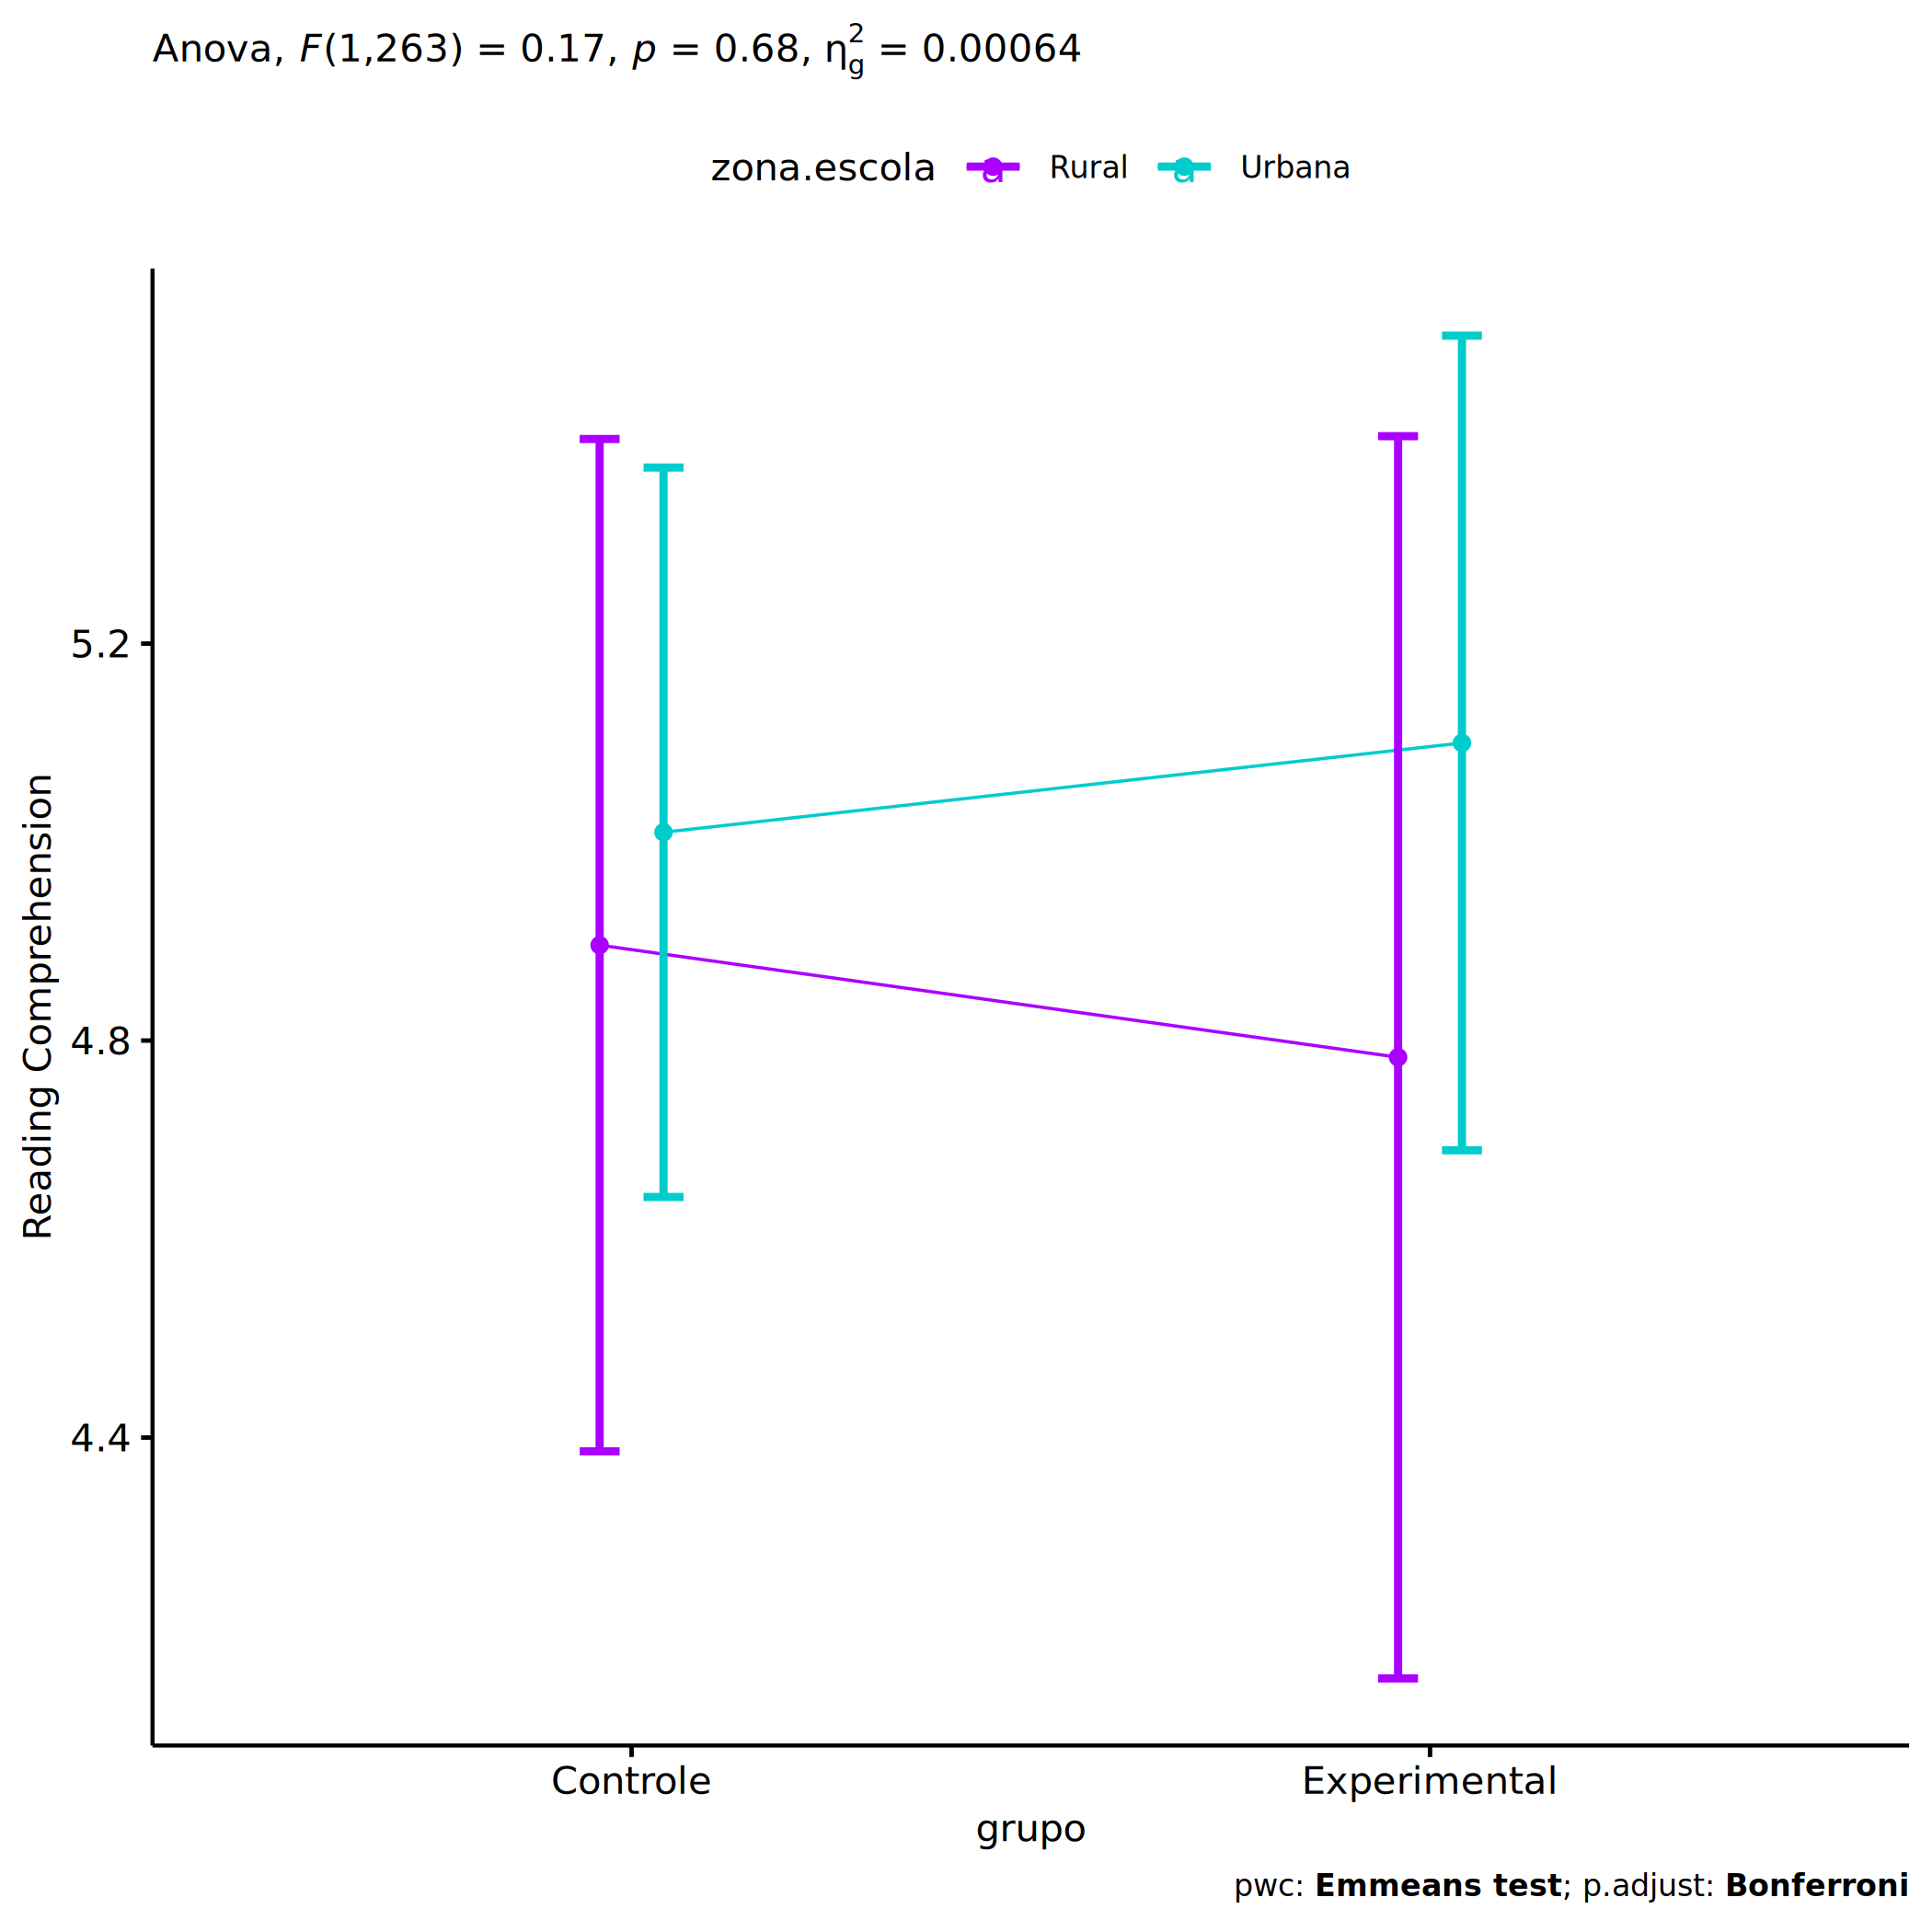 Anova, F(1,263) = 0.17, p = 0.68, η²g = 0.00064
zona.escola a Rural a Urbana
Reading Comprehension
5.2
4.8
4.4
Controle Experimental
grupo
pwc: Emmeans test; p.adjust: Bonferroni